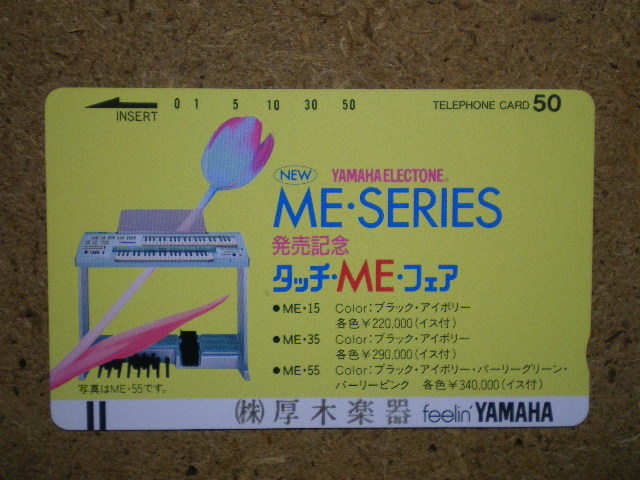 INSERT
0 1 5 10 30 50
TELEPHONE CARD 50
NEW YAMAHA ELECTONE®
ME・SERIES
発売記念
タッチ・ME・フェア
●ME・15 Color:ブラック・アイボリー
各色¥220,000(イス付)
●ME・35 Color:ブラック・アイボリー
各色¥290,000(イス付)
●ME・55 Color:ブラック・アイボリー・パーリーグリーン・
パーリーピンク 各色¥340,000(イス付)
写真はME・55です。
(株)厚木楽器 feelin' YAMAHA